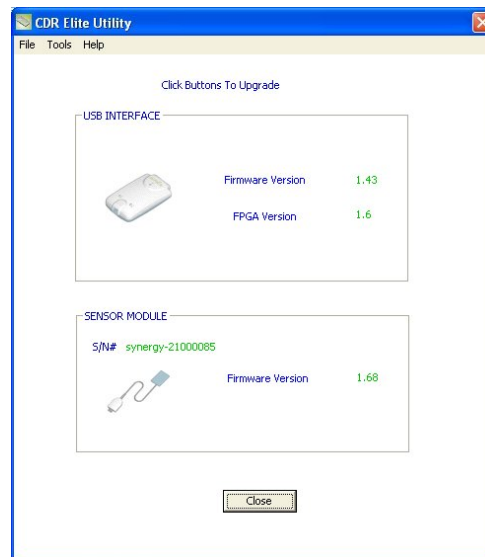 CDR Elite Utility
File Tools Help
Click Buttons To Upgrade
USB INTERFACE
Firmware Version 1.43
FPGA Version 1.6
SENSOR MODULE
S/N# synergy-21000085
Firmware Version 1.68
Close